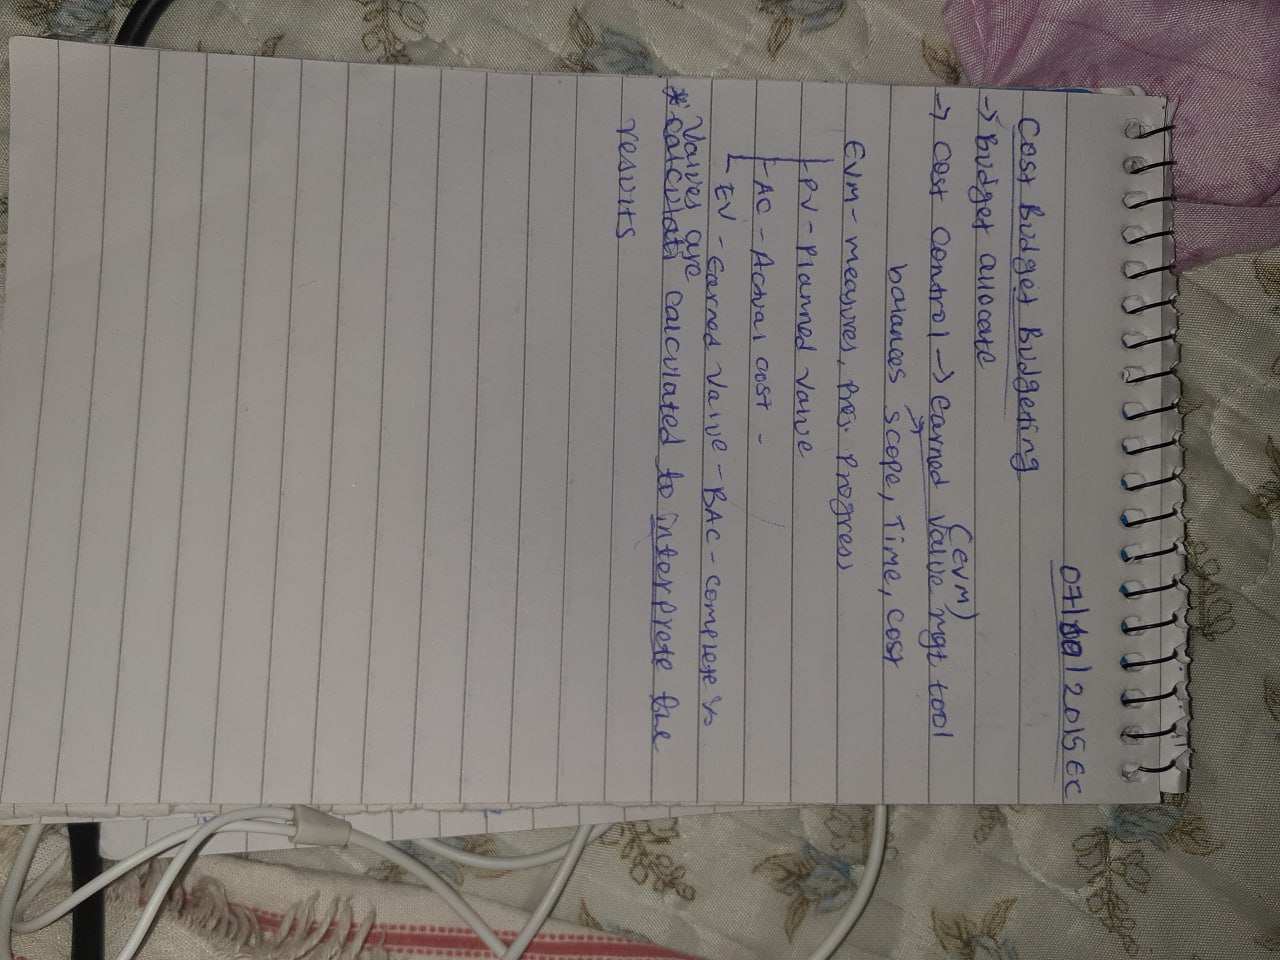 07/10/2015 EC
Cost Budget Budgeting
-> Budget allocate
-> Cost control -> Earned Value mgt tool
(EVM)
balances scope, Time, cost
EVM - measures, Progress
PV - Planned Value
AC - Actual cost -
EV - Earned Value - BAC - complete %
Values are
* calculated to interprete the
results